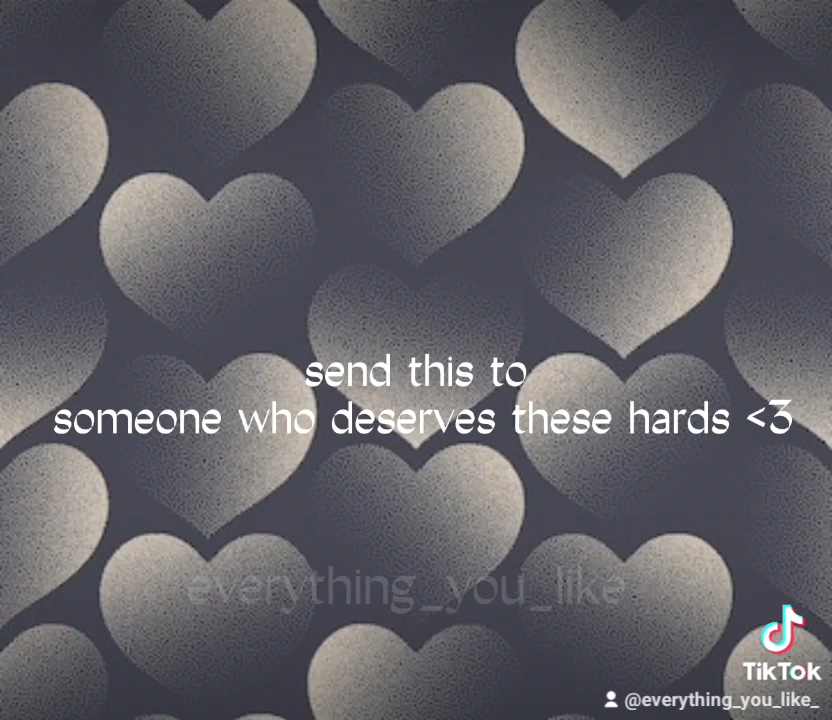 send this to
someone who deserves these hards <3
everything_you_like
TikTok
@everything_you_like_